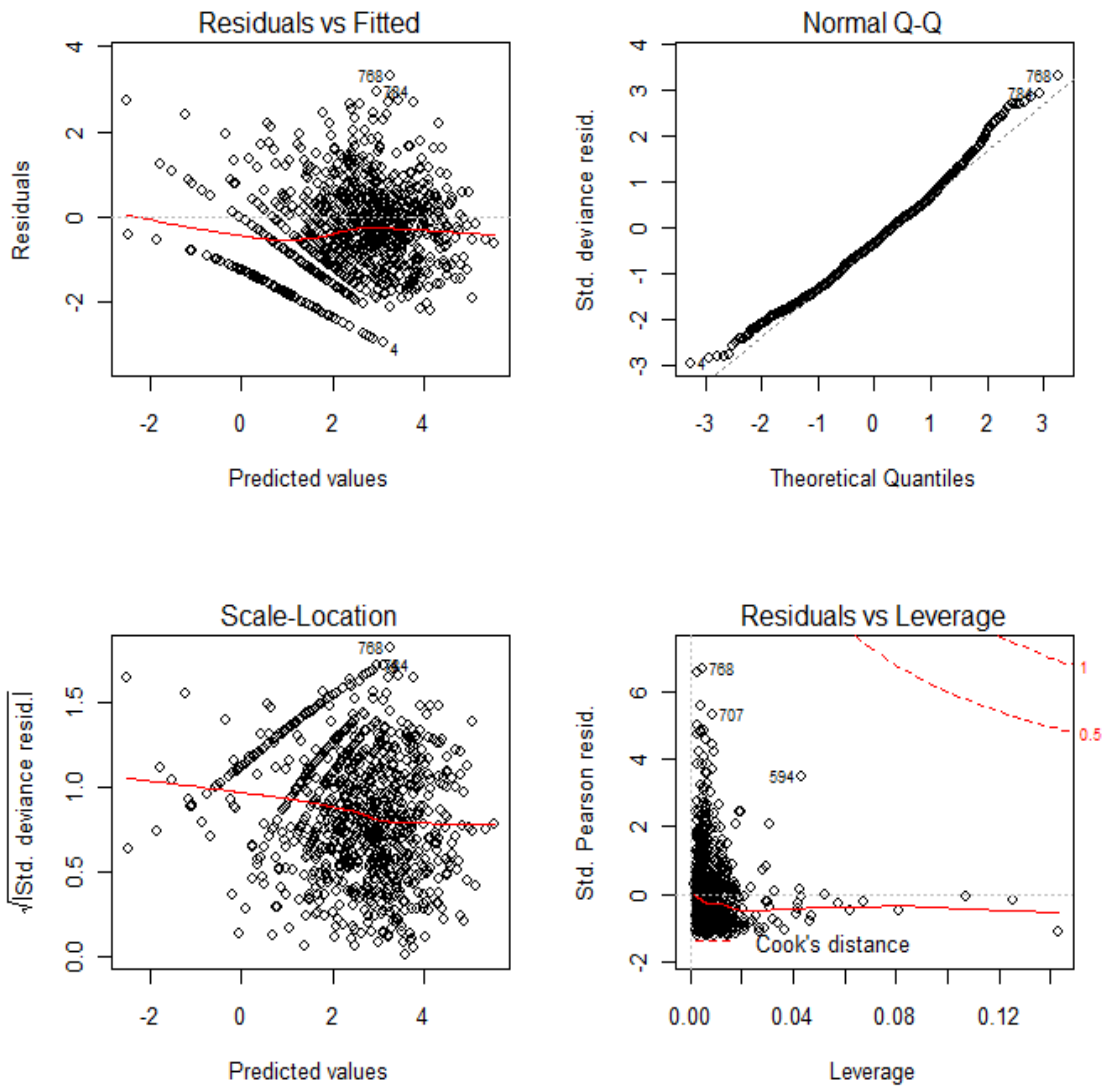 Residuals vs Fitted
Residuals
4
2
0
-2
768
784
4
-2 0 2 4
Predicted values
Normal Q-Q
Std. deviance resid.
4
3
2
1
0
-1
-2
-3
768
784
4
-3 -2 -1 0 1 2 3
Theoretical Quantiles
Scale-Location
√|Std. deviance resid.|
1.5
1.0
0.5
0.0
768
784
-2 0 2 4
Predicted values
Residuals vs Leverage
Std. Pearson resid.
6
4
2
0
-2
768
707
594
1
0.5
Cook's distance
0.00 0.04 0.08 0.12
Leverage